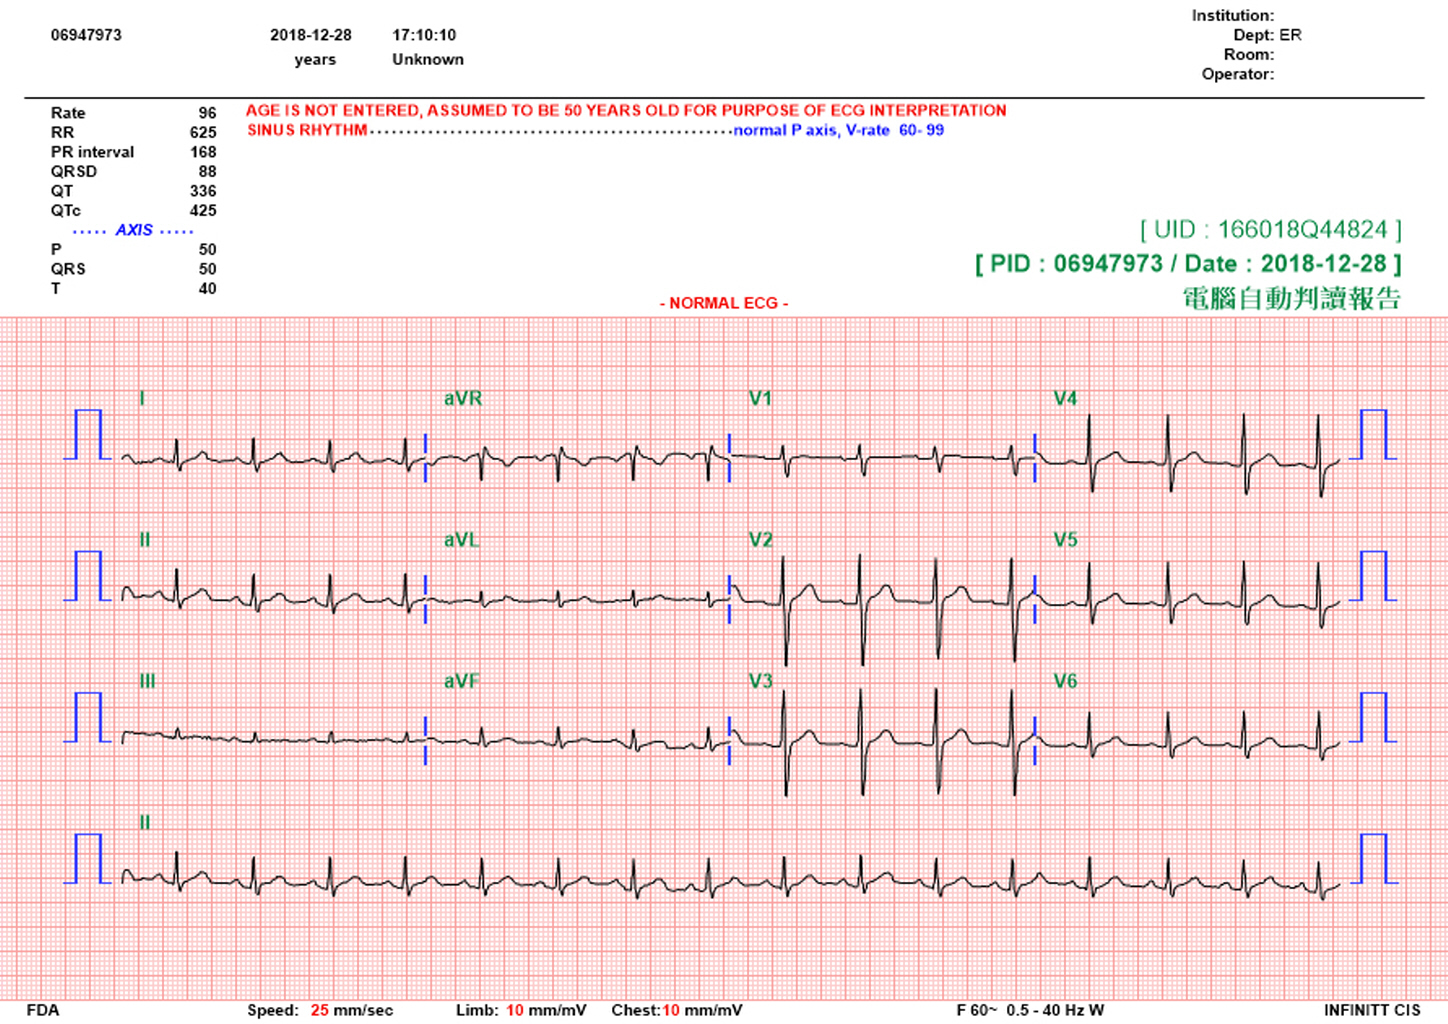 Institution:
06947973 2018-12-28 17:10:10 Dept: ER
years Unknown Room:
Operator:
Rate 96 AGE IS NOT ENTERED, ASSUMED TO BE 50 YEARS OLD FOR PURPOSE OF ECG INTERPRETATION
RR 625 SINUS RHYTHM..........................................normal P axis, V-rate 60- 99
PR interval 168
QRSD 88
QT 336
QTc 425
..... AXIS .....
P 50
QRS 50
T 40
[ UID : 166018Q44824 ]
[ PID : 06947973 / Date : 2018-12-28 ]
電腦自動判讀報告
- NORMAL ECG -
I aVR V1 V4
II aVL V2 V5
III aVF V3 V6
II
FDA Speed: 25 mm/sec Limb: 10 mm/mV Chest:10 mm/mV F 60~ 0.5 - 40 Hz W INFINITT CIS